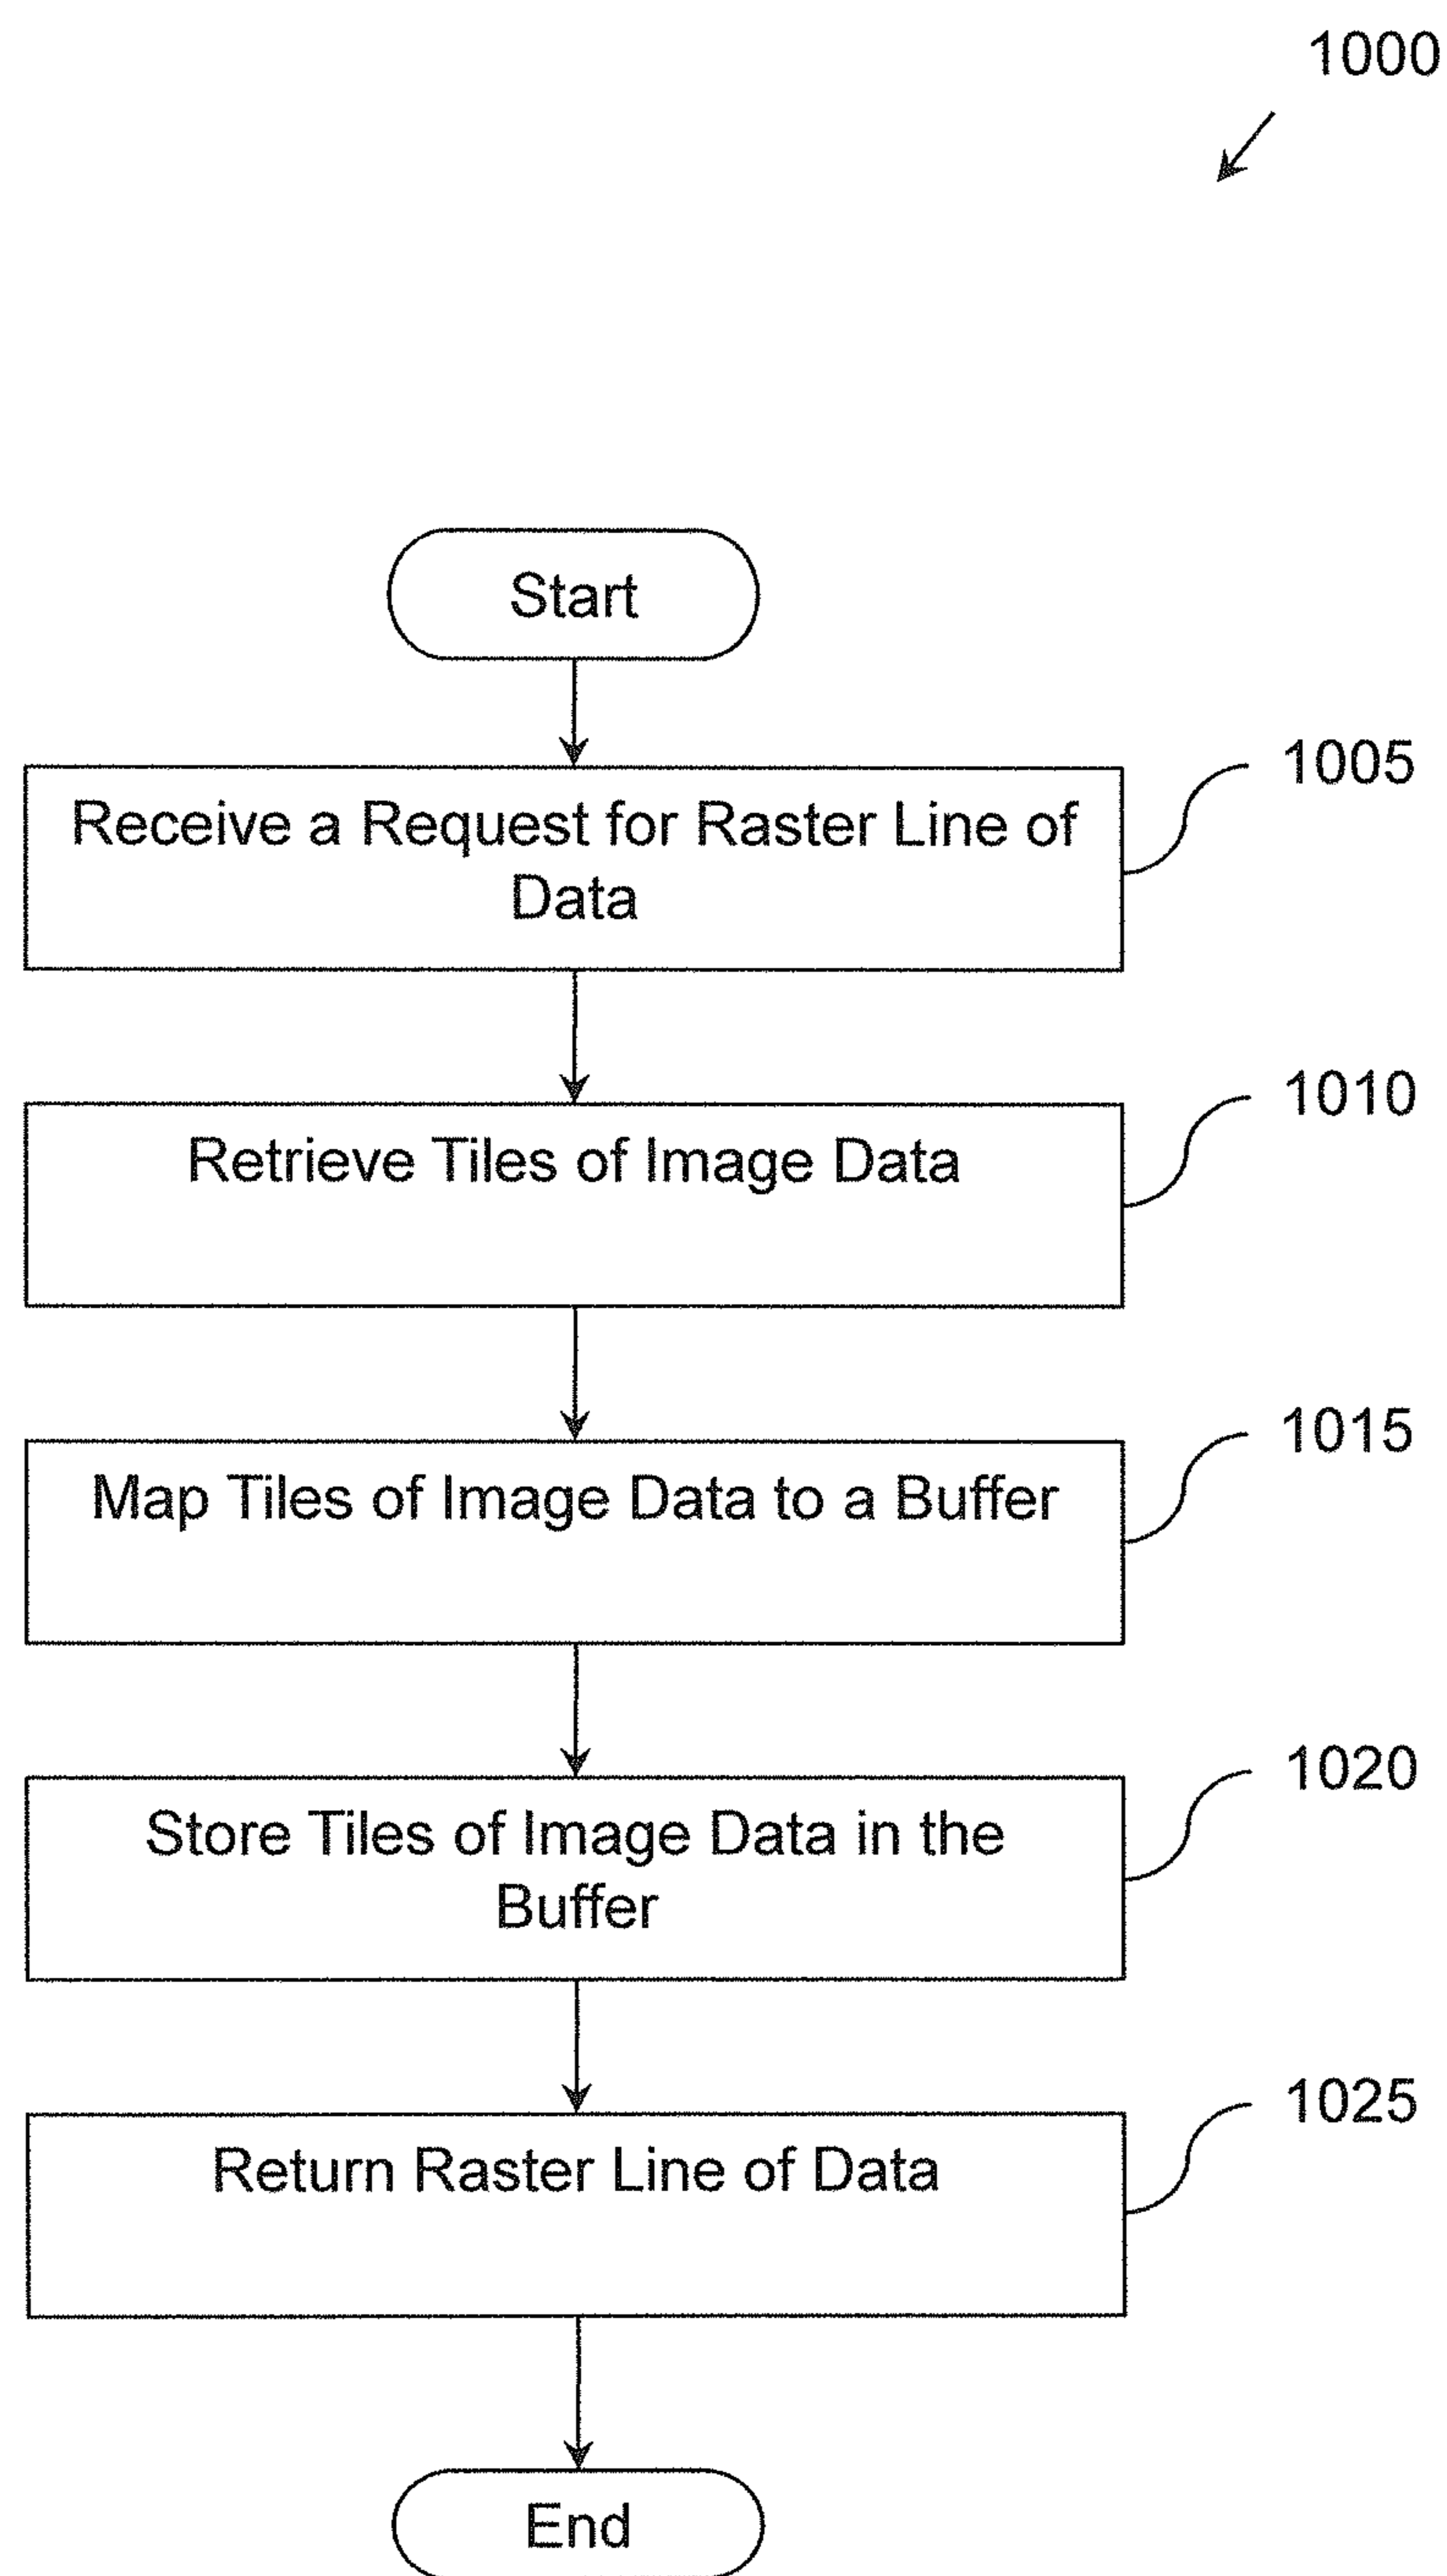 1000
Start
1005
Receive a Request for Raster Line of
Data
1010
Retrieve Tiles of Image Data
1015
Map Tiles of Image Data to a Buffer
1020
Store Tiles of Image Data in the
Buffer
1025
Return Raster Line of Data
End